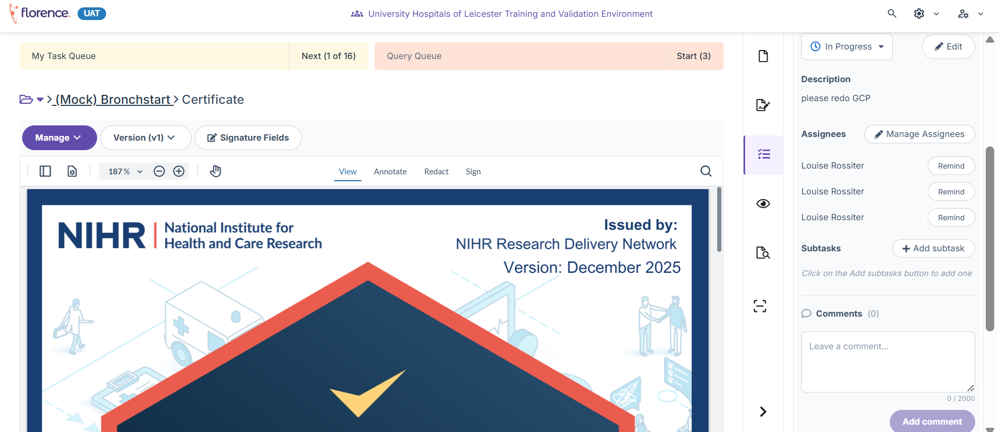 florence. UAT
University Hospitals of Leicester Training and Validation Environment
My Task Queue
Next (1 of 16)
Query Queue
Start (3)
(Mock) Bronchstart > Certificate
Manage
Version (v1)
Signature Fields
187%
View
Annotate
Redact
Sign
NIHR | National Institute for
Health and Care Research
Issued by:
NIHR Research Delivery Network
Version: December 2025
In Progress
Edit
Description
please redo GCP
Assignees
Manage Assignees
Louise Rossiter
Remind
Louise Rossiter
Remind
Louise Rossiter
Remind
Subtasks
Add subtask
Click on the Add subtasks button to add one
Comments (0)
Leave a comment...
0 / 2000
Add comment